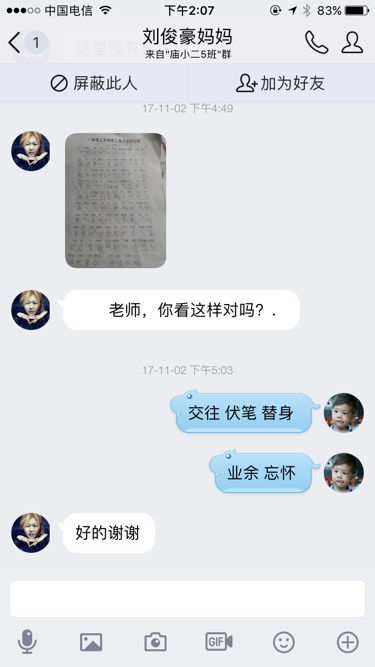 中国电信 下午2:07 83%
1 刘俊豪妈妈
来自"庙小二5班"群
屏蔽此人 加为好友
17-11-02 下午4:49
老师，你看这样对吗？.
17-11-02 下午5:03
交往 伏笔 替身
业余 忘怀
好的谢谢
GIF